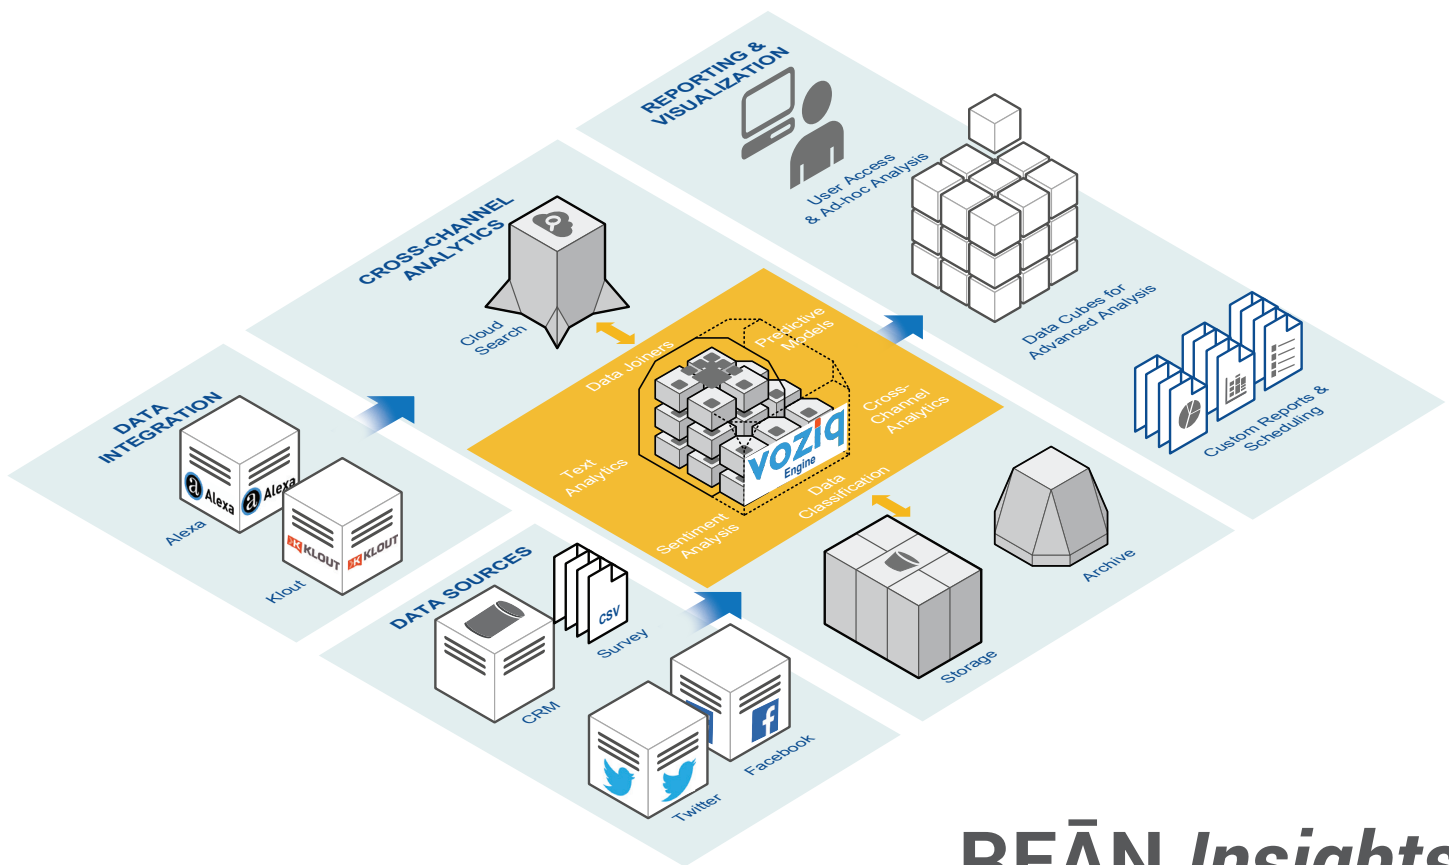 REPORTING &
VISUALIZATION
User Access
& Ad-hoc Analysis
Data Cubes for
Advanced Analysis
Custom Reports &
Scheduling
CROSS-CHANNEL
ANALYTICS
Cloud
Search
Data Joiners
Predictive
Models
Cross-
Channel Analytics
Text
Analytics
voziq
Engine
Data
Classification
Sentiment
Analysis
Storage
Archive
DATA
INTEGRATION
a Alexa
a Alexa
Alexa
KLOUT
KLOUT
Klout
DATA SOURCES
CSV
Survey
CRM
f
Facebook
Twitter
BEĀN Insights